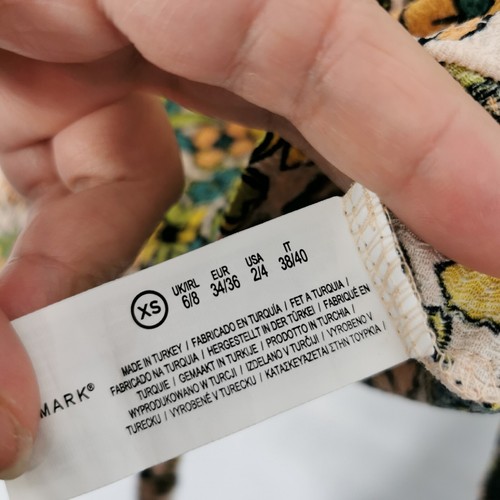 XS
UK/IRL EUR USA IT
6/8 34/36 2/4 38/40
MADE IN TURKEY / FABRICADO EN TURQUÍA / FET A TURQUIA /
FABRICADO NA TURQUIA / HERGESTELLT IN DER TÜRKEI / FABRIQUÉ EN
TURQUIE / GEMAAKT IN TURKIJE / PRODOTTO IN TURCHIA /
WYPRODUKOWANO W TURCJI / IZDELANO V TURČIJI / VYROBENO V
TURECKU / VYROBENÉ V TURECKU / ΚΑΤΑΣΚΕΥΑΖΕΤΑΙ ΣΤΗΝ ΤΟΥΡΚΙΑ /
MARK®